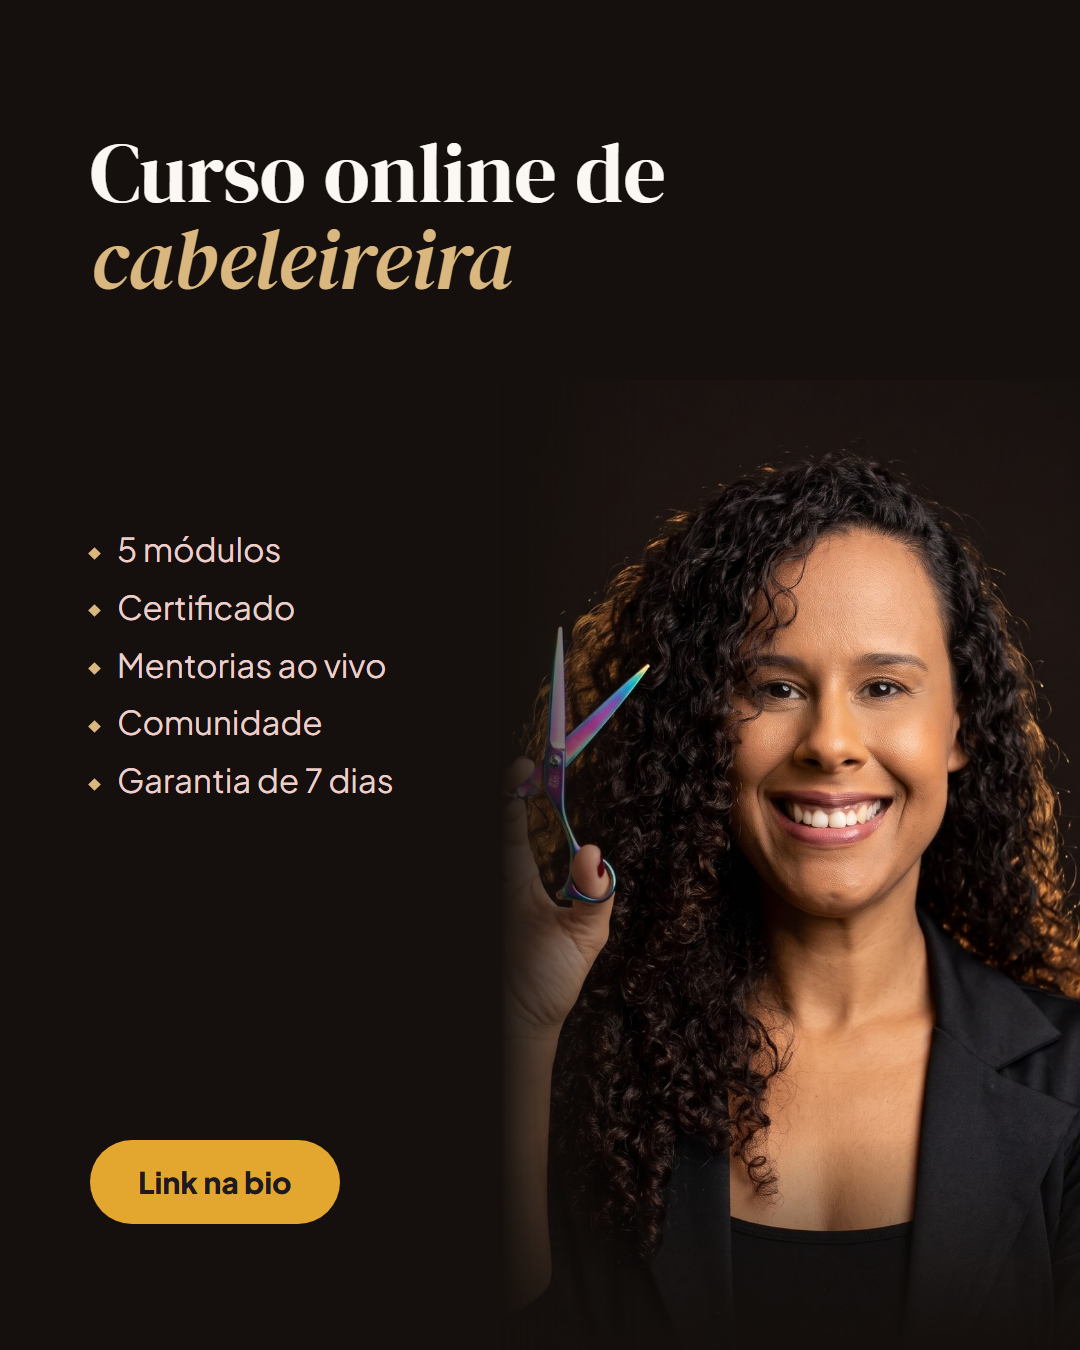 Curso online de
cabeleireira
5 módulos
Certificado
Mentorias ao vivo
Comunidade
Garantia de 7 dias
Link na bio